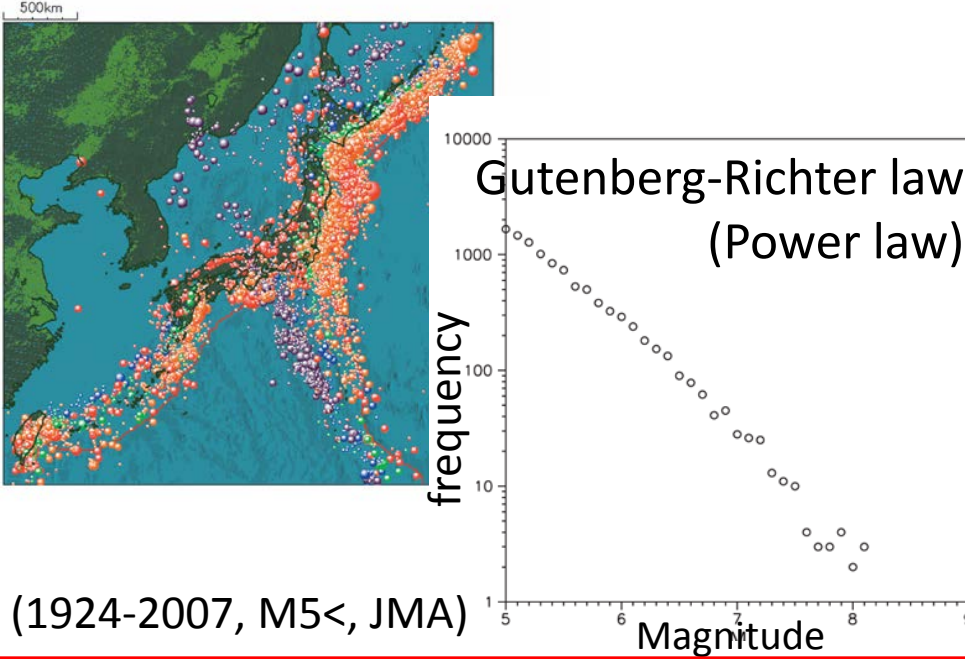 500km
10000
Gutenberg-Richter law
(Power law)
1000
100
10
1
frequency
5
6
7
8
9
Magnitude
(1924-2007, M5<, JMA)